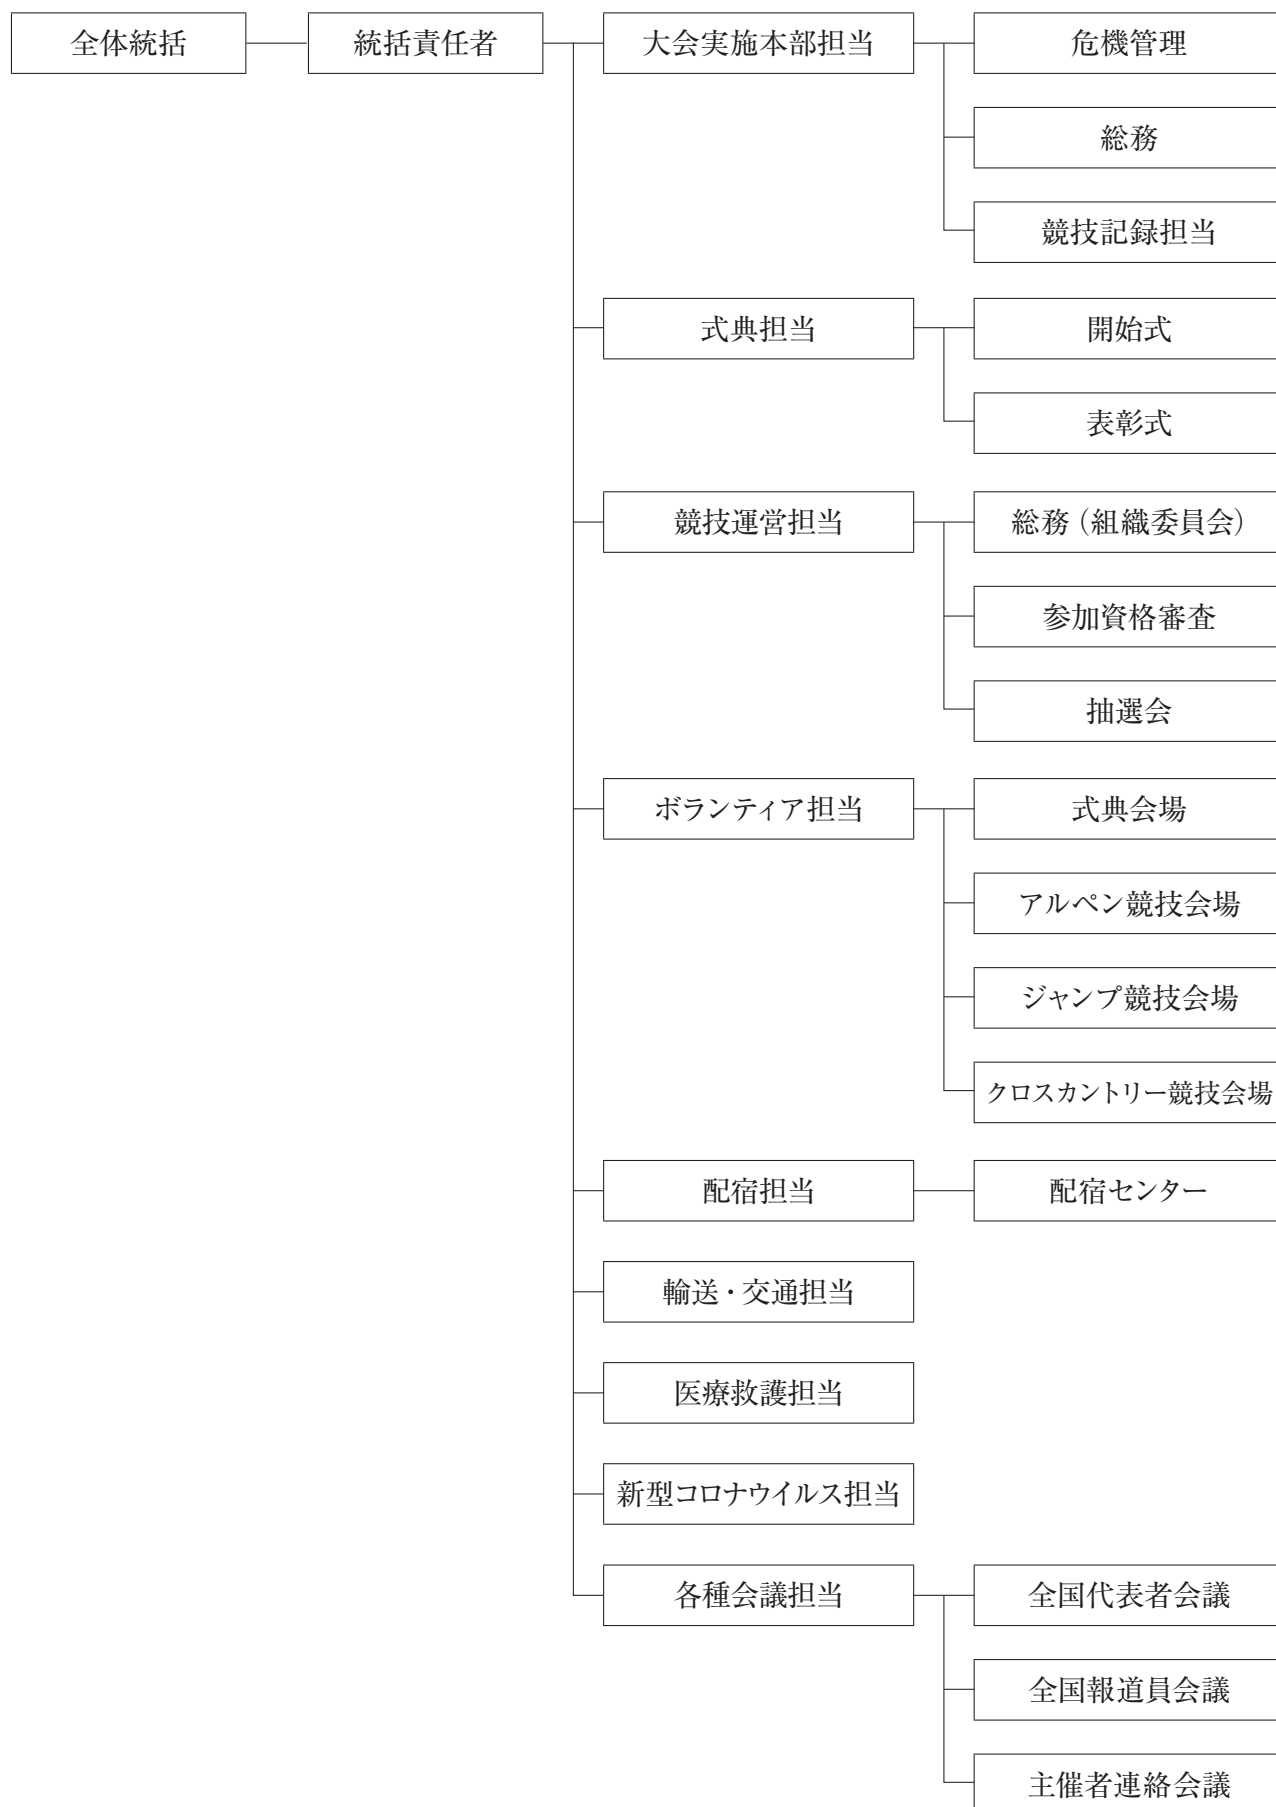 全体統括
統括責任者
大会実施本部担当
危機管理
総務
競技記録担当
式典担当
開始式
表彰式
競技運営担当
総務（組織委員会）
参加資格審査
抽選会
ボランティア担当
式典会場
アルペン競技会場
ジャンプ競技会場
クロスカントリー競技会場
配宿担当
配宿センター
輸送・交通担当
医療救護担当
新型コロナウイルス担当
各種会議担当
全国代表者会議
全国報道員会議
主催者連絡会議